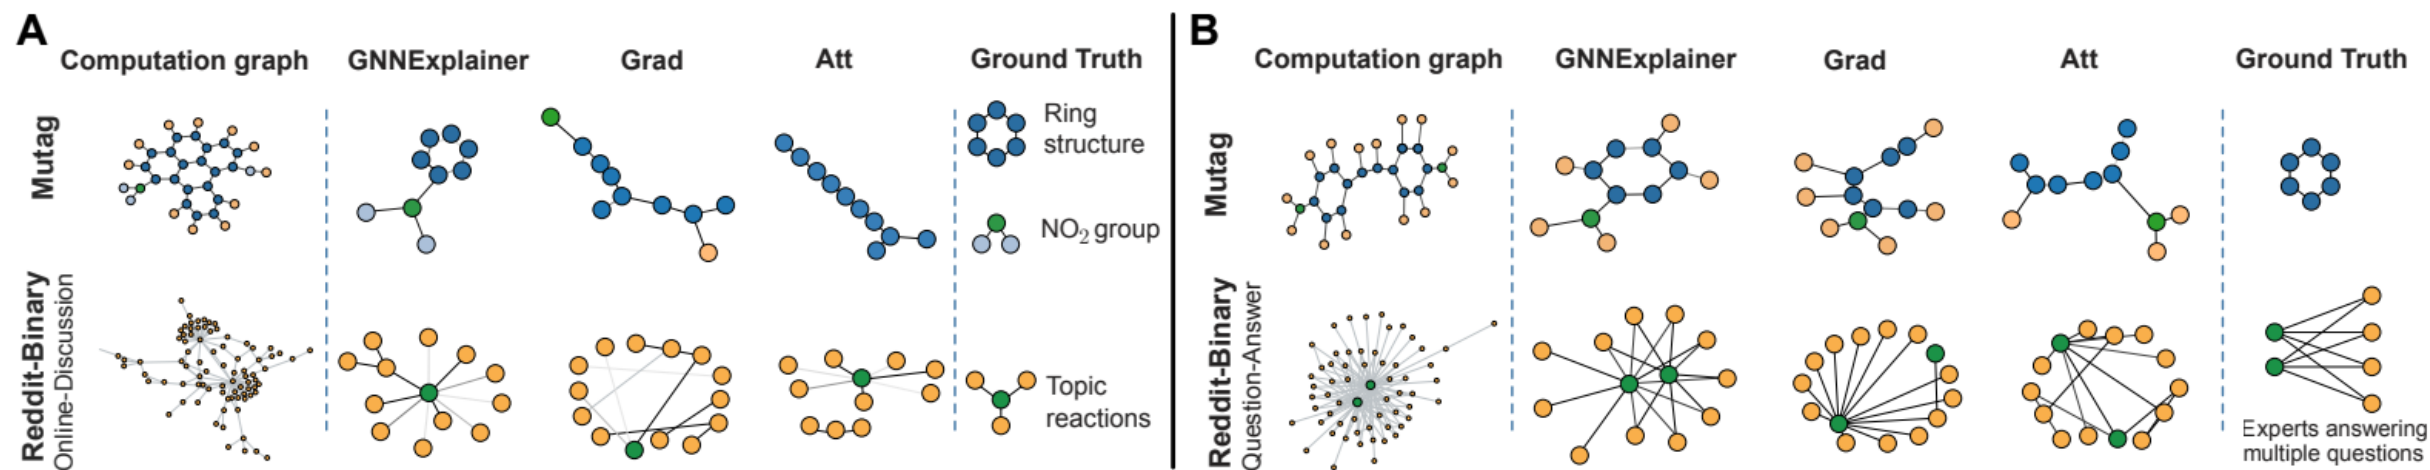 A
Computation graph
GNNExplainer
Grad
Att
Ground Truth
Mutag
Ring
structure
NO₂ group
Reddit-Binary
Online-Discussion
Topic
reactions
B
Computation graph
GNNExplainer
Grad
Att
Ground Truth
Mutag
Reddit-Binary
Question-Answer
Experts answering
multiple questions